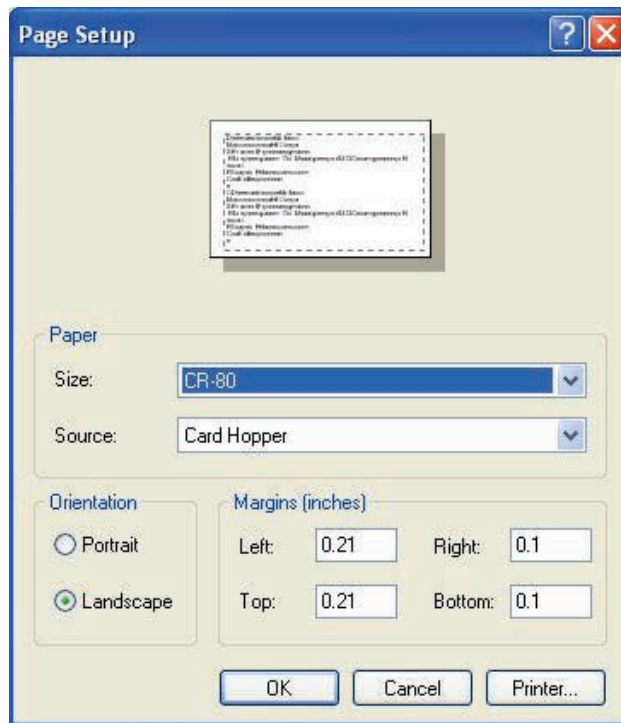 Page Setup
Paper
Size: CR-80
Source: Card Hopper
Orientation
Portrait
Landscape
Margins (inches)
Left: 0.21 Right: 0.1
Top: 0.21 Bottom: 0.1
OK Cancel Printer...